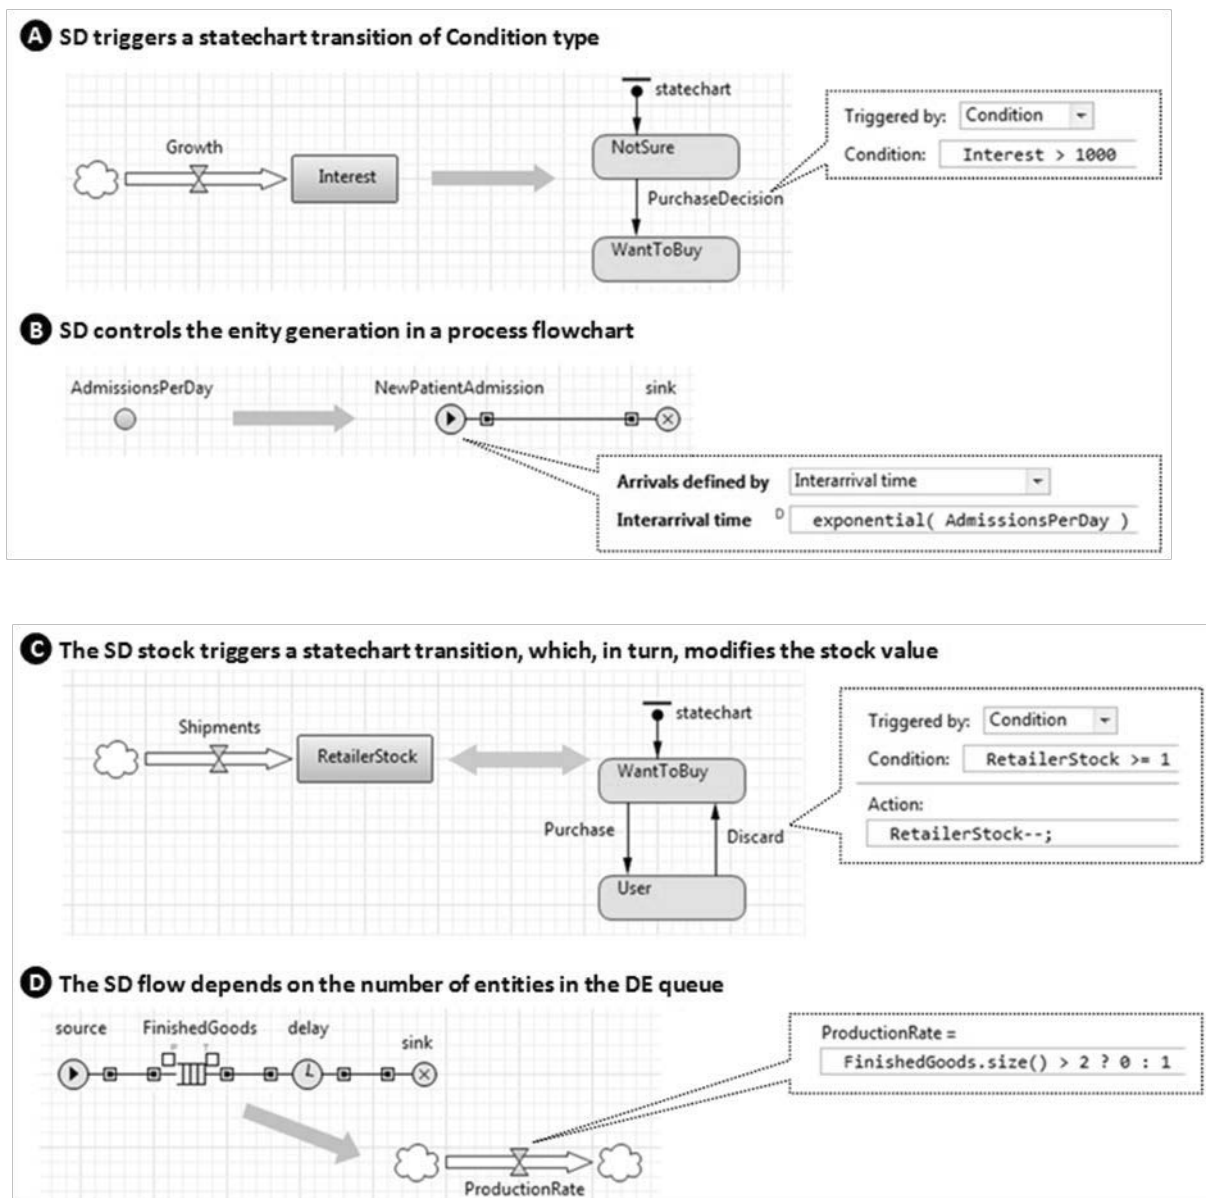 A SD triggers a statechart transition of Condition type
statechart
Growth
Interest
NotSure
PurchaseDecision
WantToBuy
Triggered by: Condition
Condition: Interest > 1000
B SD controls the enity generation in a process flowchart
AdmissionsPerDay NewPatientAdmission sink
Arrivals defined by Interarrival time
Interarrival time D exponential( AdmissionsPerDay )
C The SD stock triggers a statechart transition, which, in turn, modifies the stock value
statechart
Shipments
RetailerStock
WantToBuy
Purchase
Discard
User
Triggered by: Condition
Condition: RetailerStock >= 1
Action:
RetailerStock--;
D The SD flow depends on the number of entities in the DE queue
source FinishedGoods delay sink
ProductionRate =
FinishedGoods.size() > 2 ? 0 : 1
ProductionRate